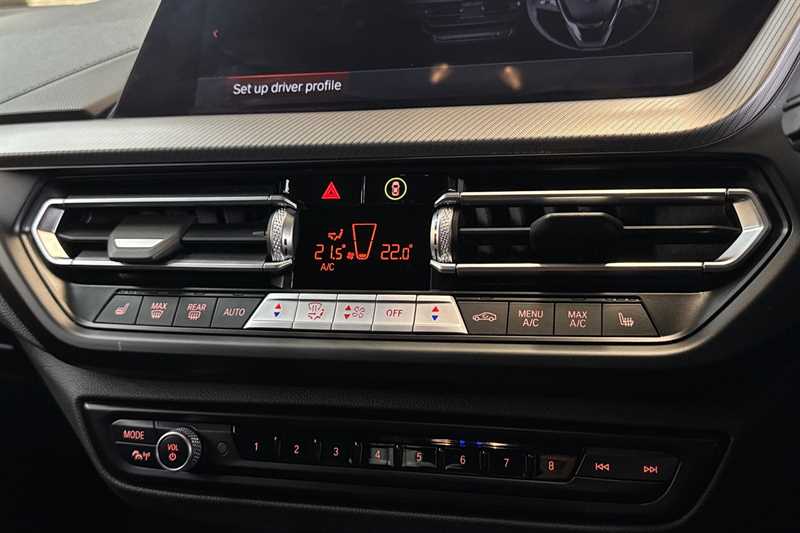 Set up driver profile
21.5° 22.0°
A/C
MAX
REAR
AUTO
OFF
MENU
A/C
MAX
A/C
MODE
VOL
1 2 3 4 5 6 7 8